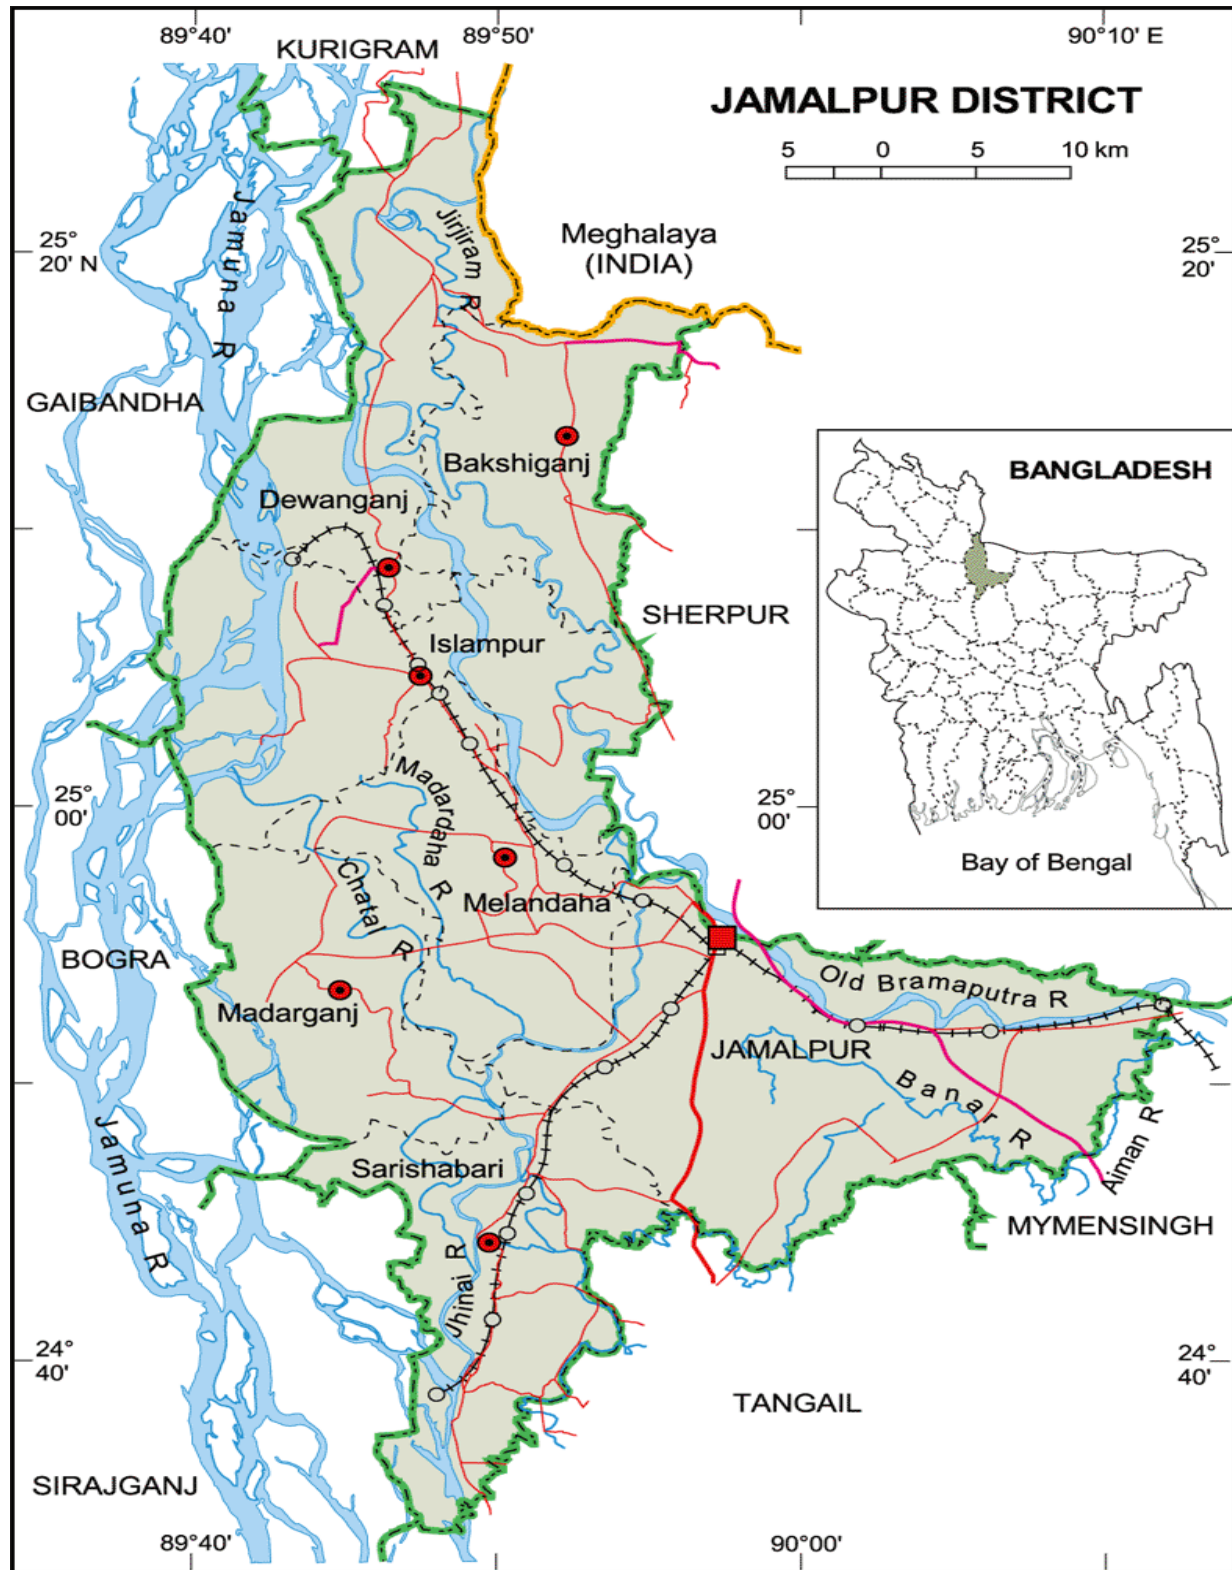 89°40'
89°50'
90°10' E
KURIGRAM
JAMALPUR DISTRICT
5 0 5 10 km
Jamuna R
Jirjiram R
Meghalaya
(INDIA)
25°
20' N
25°
20'
GAIBANDHA
Bakshiganj
BANGLADESH
Dewanganj
SHERPUR
Islampur
Madardaha R
25°
00'
25°
00'
Bay of Bengal
Chatal R
Melandaha
BOGRA
Old Bramaputra R
Madarganj
JAMALPUR
Banar R
Aiman R
Jamuna R
Sarishabari
MYMENSINGH
Jhinai R
24°
40'
24°
40'
TANGAIL
SIRAJGANJ
89°40'
90°00'